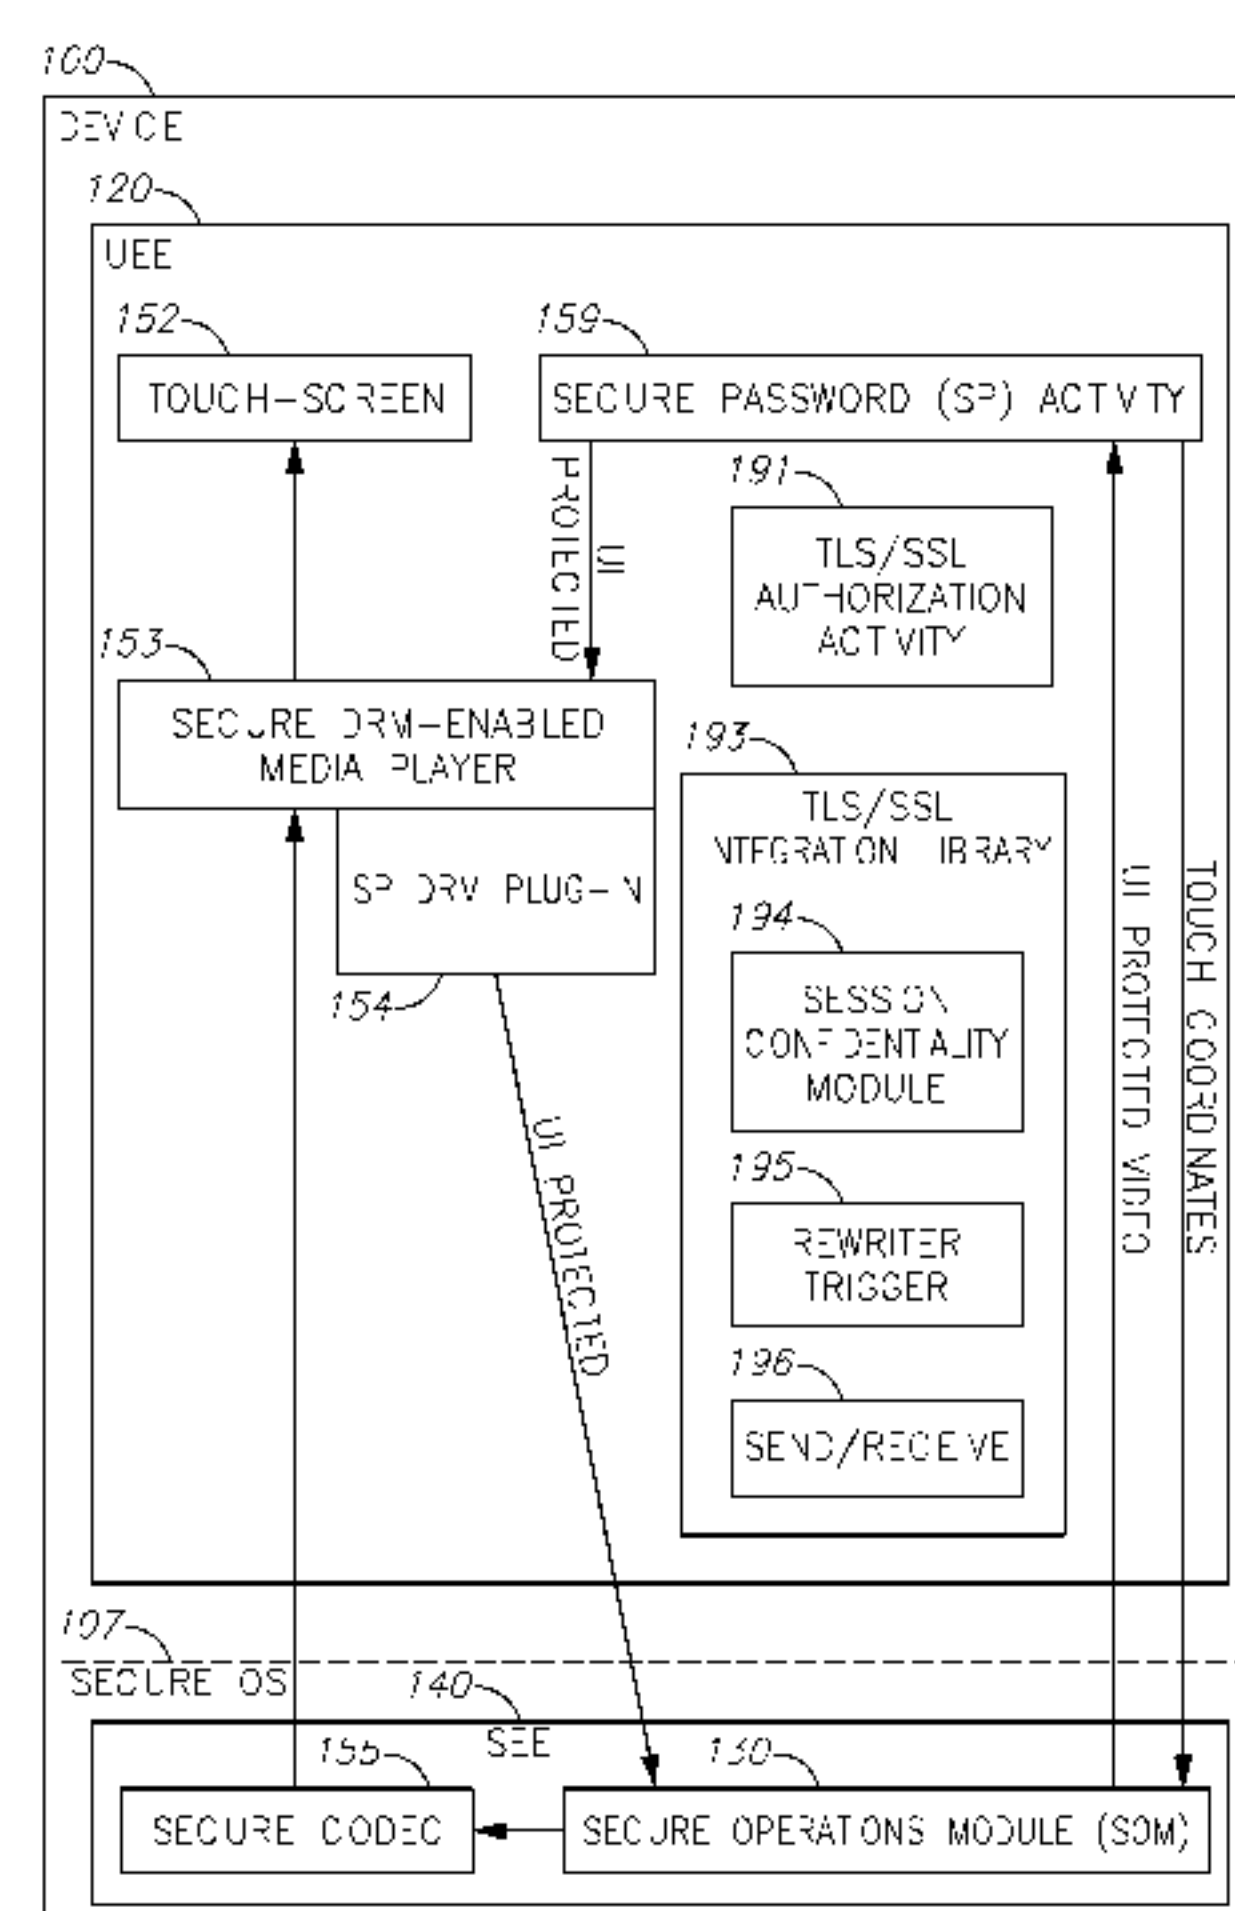 100
DEVICE
120
UEE
152
159
TOUCH-SCREEN
SECURE PASSWORD (SP) ACTIVITY
191
UI
PROTECTED
TLS/SSL
AUTHORIZATION
ACTIVITY
153
SECURE DRM-ENABLED
MEDIA PLAYER
193
TLS/SSL
INTEGRATION LIBRARY
SP DRM PLUG-IN
154
194
SESSION
CONFIDENTIALITY
MODULE
UI PROTECTED VIDEO
TOUCH COORDINATES
UI PROTECTED
195
REWRITER
TRIGGER
196
SEND/RECEIVE
107
SECURE OS
140
SEE
155
130
SECURE CODEC
SECURE OPERATIONS MODULE (SOM)